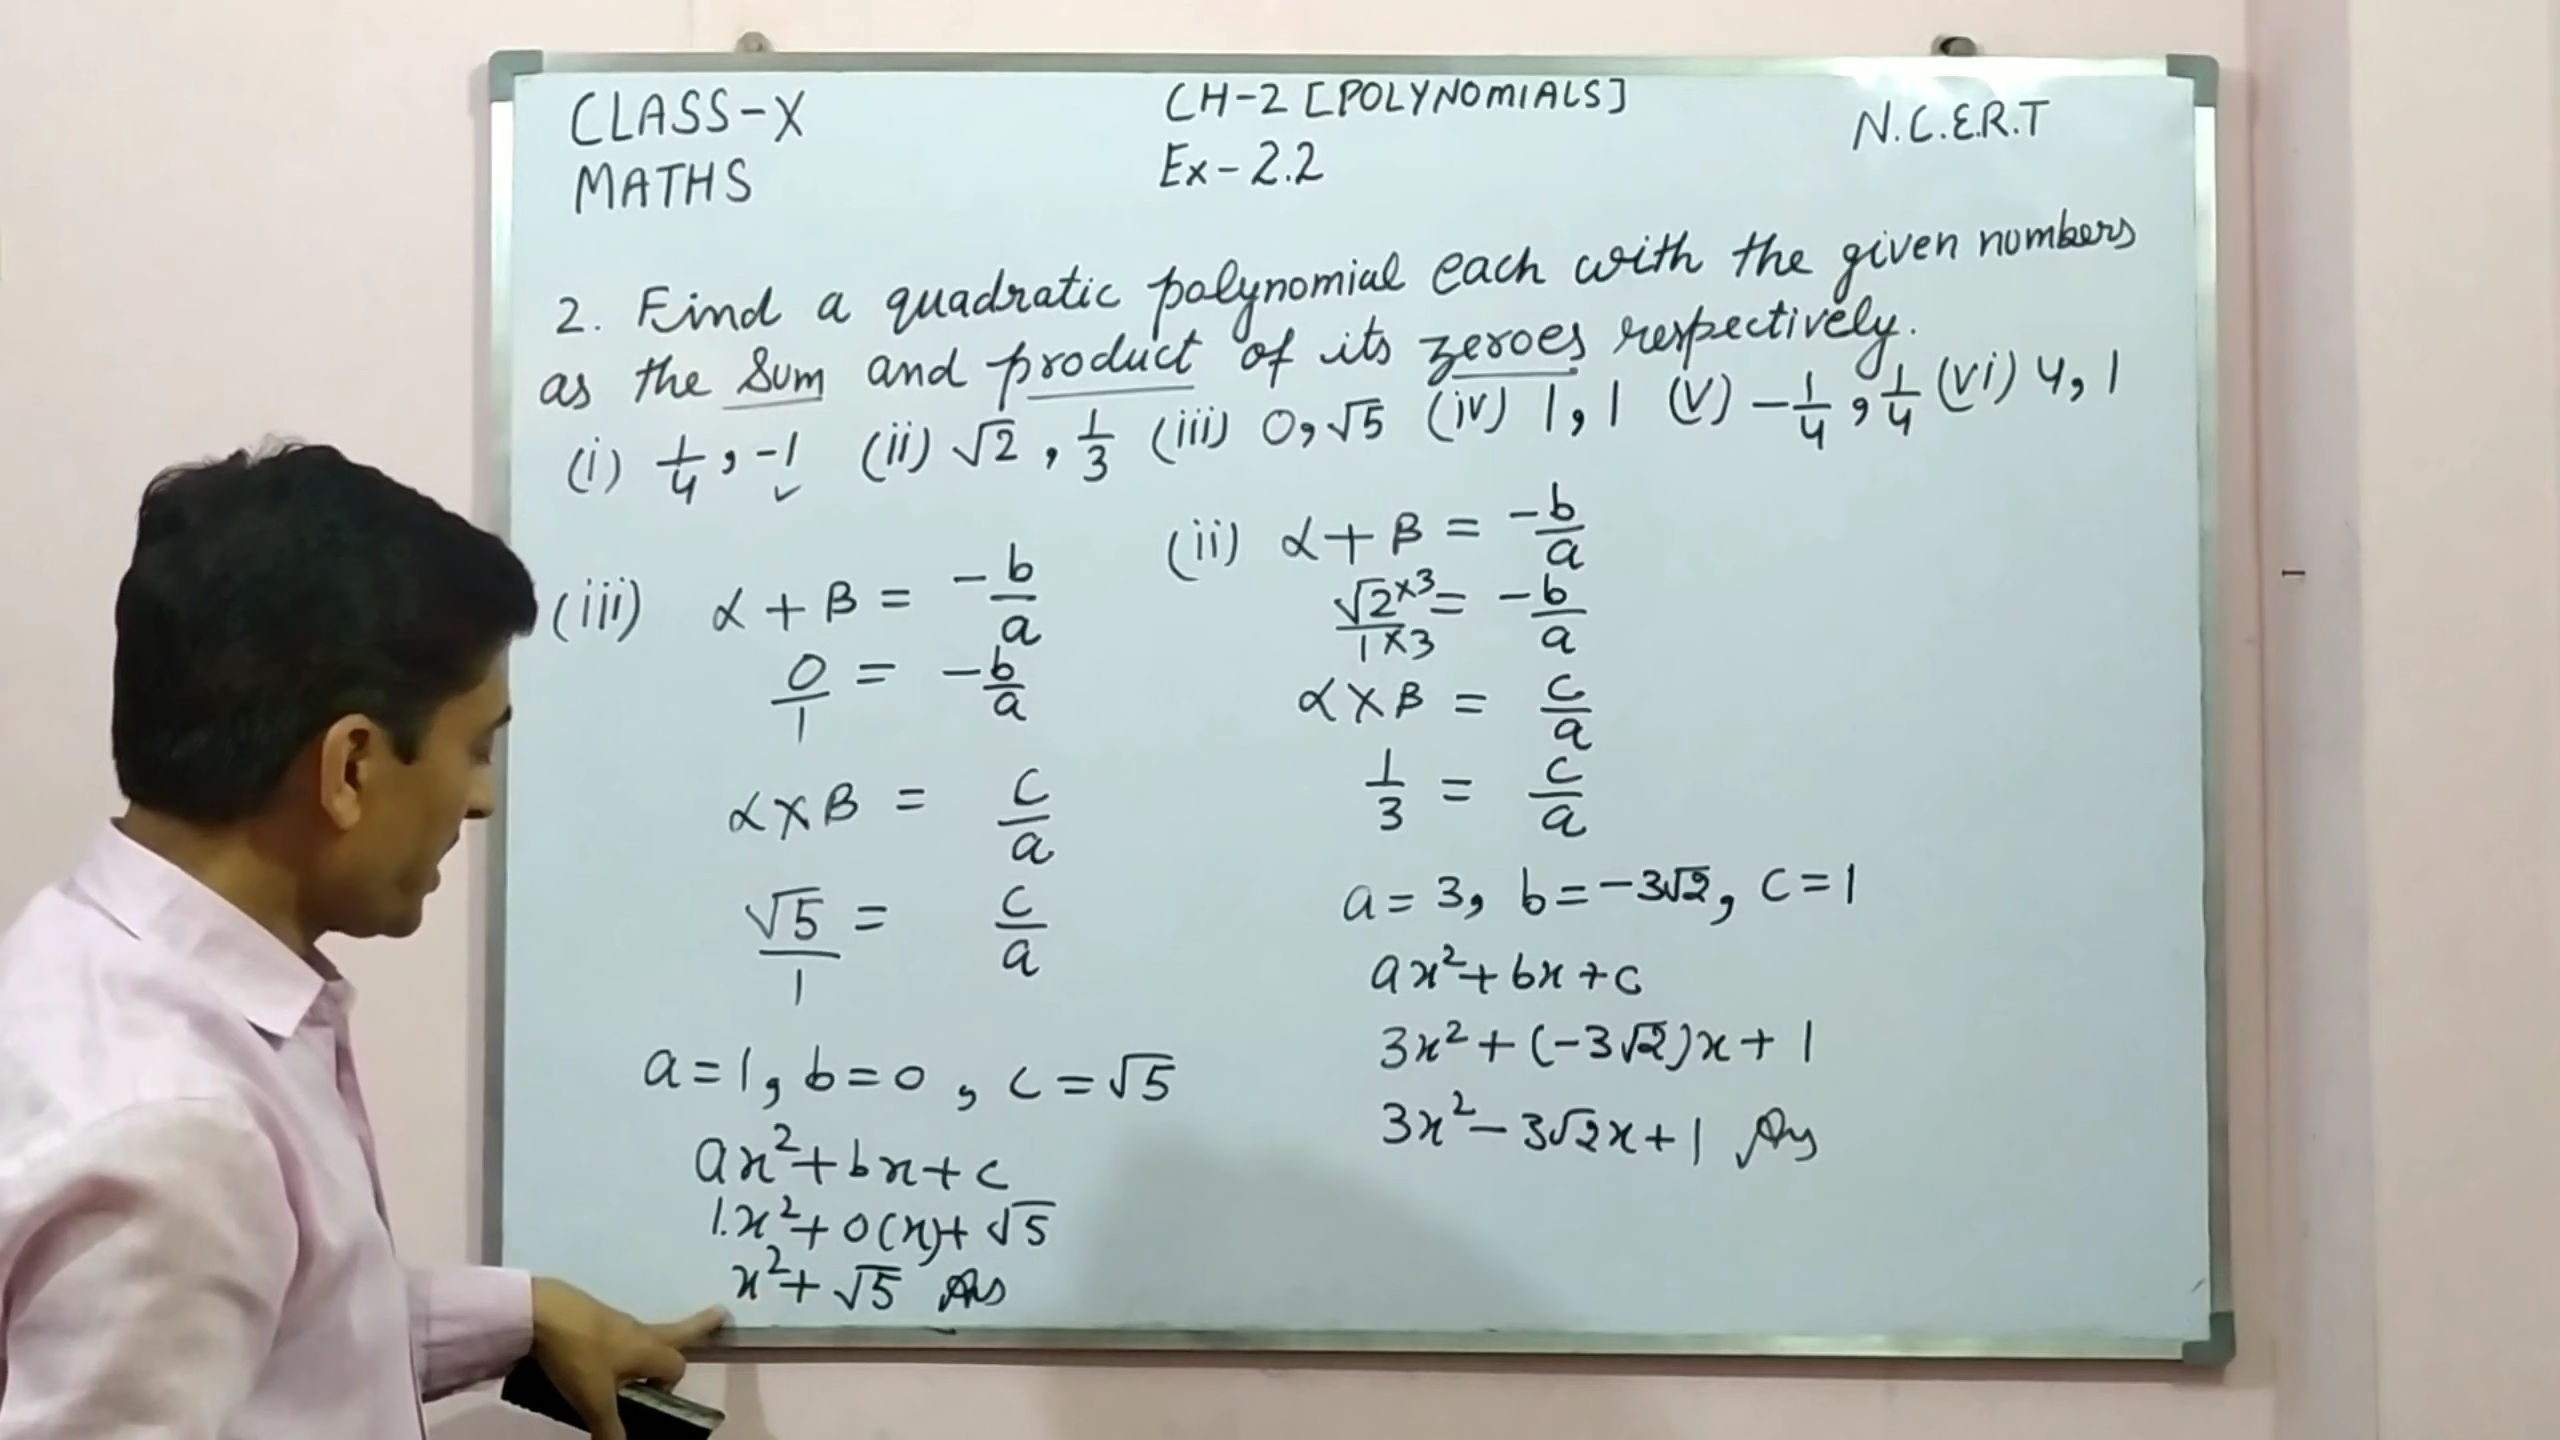 CLASS-X
MATHS
CH-2 [POLYNOMIALS]
Ex-2.2
N.C.E.R.T
2. Find a quadratic polynomial each with the given numbers
as the Sum and product of its zeroes respectively.
(i) 1/4, -1 (ii) √2, 1/3 (iii) 0, √5 (iv) 1, 1 (V) -1/4, 1/4 (vi) 4, 1
(iii) α + β = -b/a
0/1 = -b/a
α × β = c/a
√5/1 = c/a
a = 1, b = 0, c = √5
ax² + bx + c
1.x² + 0(x) + √5
x² + √5 Ans
(ii) α + β = -b/a
√2×3/1×3 = -b/a
α × β = c/a
1/3 = c/a
a = 3, b = -3√2, c = 1
ax² + bx + c
3x² + (-3√2)x + 1
3x² - 3√2x + 1 Ans